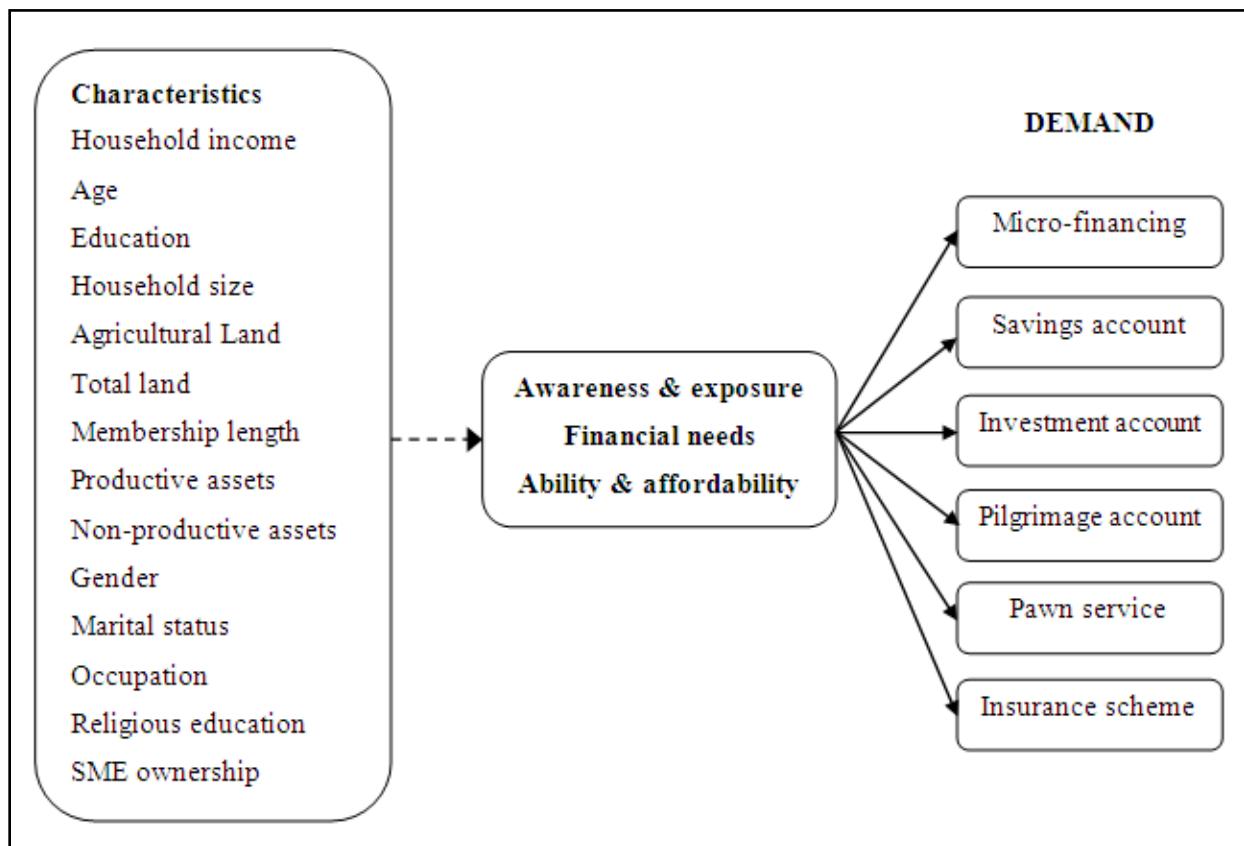 Characteristics
Household income
Age
Education
Household size
Agricultural Land
Total land
Membership length
Productive assets
Non-productive assets
Gender
Marital status
Occupation
Religious education
SME ownership
Awareness & exposure
Financial needs
Ability & affordability
DEMAND
Micro-financing
Savings account
Investment account
Pilgrimage account
Pawn service
Insurance scheme